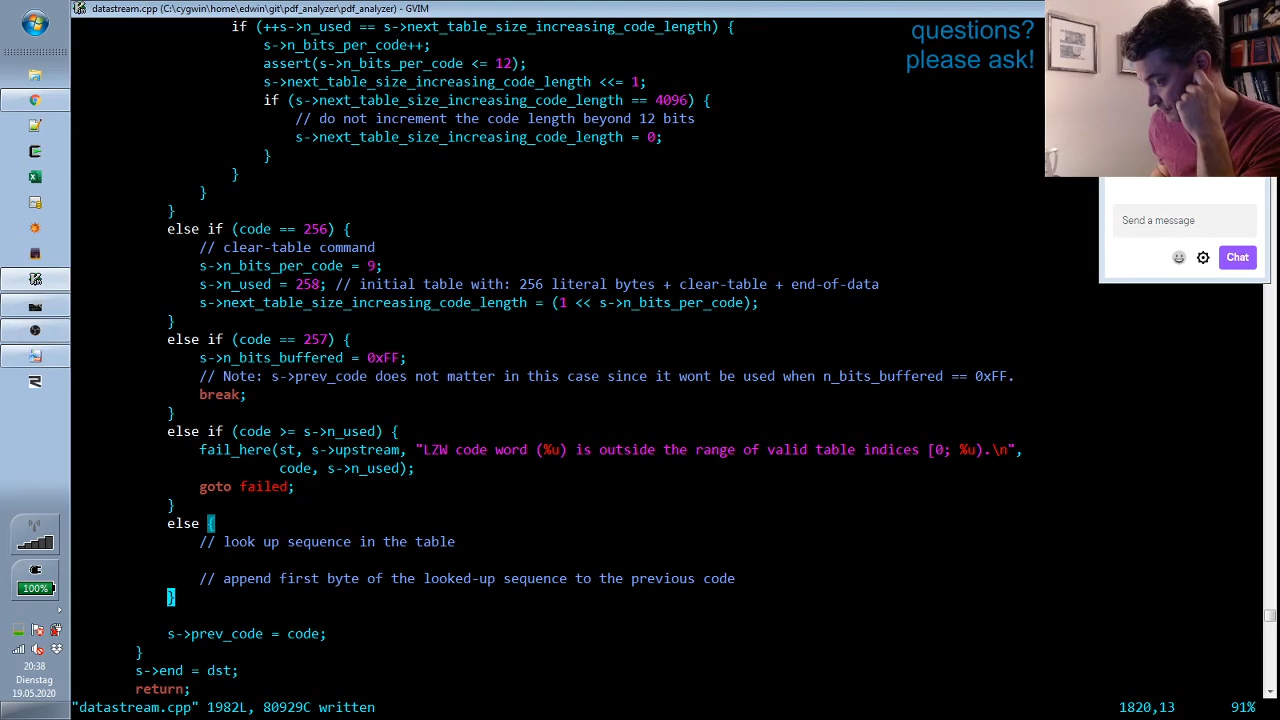 datastream.cpp (C:\cygwin\home\edwin\git\pdf_analyzer\pdf_analyzer) - GVIM
if (++s->n_used == s->next_table_size_increasing_code_length) {
s->n_bits_per_code++;
assert(s->n_bits_per_code <= 12);
s->next_table_size_increasing_code_length <<= 1;
if (s->next_table_size_increasing_code_length == 4096) {
// do not increment the code length beyond 12 bits
s->next_table_size_increasing_code_length = 0;
}
}
}
}
else if (code == 256) {
// clear-table command
s->n_bits_per_code = 9;
s->n_used = 258; // initial table with: 256 literal bytes + clear-table + end-of-data
s->next_table_size_increasing_code_length = (1 << s->n_bits_per_code);
}
else if (code == 257) {
s->n_bits_buffered = 0xFF;
// Note: s->prev_code does not matter in this case since it wont be used when n_bits_buffered == 0xFF.
break;
}
else if (code >= s->n_used) {
fail_here(st, s->upstream, "LZW code word (%u) is outside the range of valid table indices [0; %u).\n",
code, s->n_used);
goto failed;
}
else {
// look up sequence in the table
// append first byte of the looked-up sequence to the previous code
}
s->prev_code = code;
}
s->end = dst;
return;
"datastream.cpp" 1982L, 80929C written
1820,13
91%
questions?
please ask!
Send a message
Chat
100%
20:38
Dienstag
19.05.2020